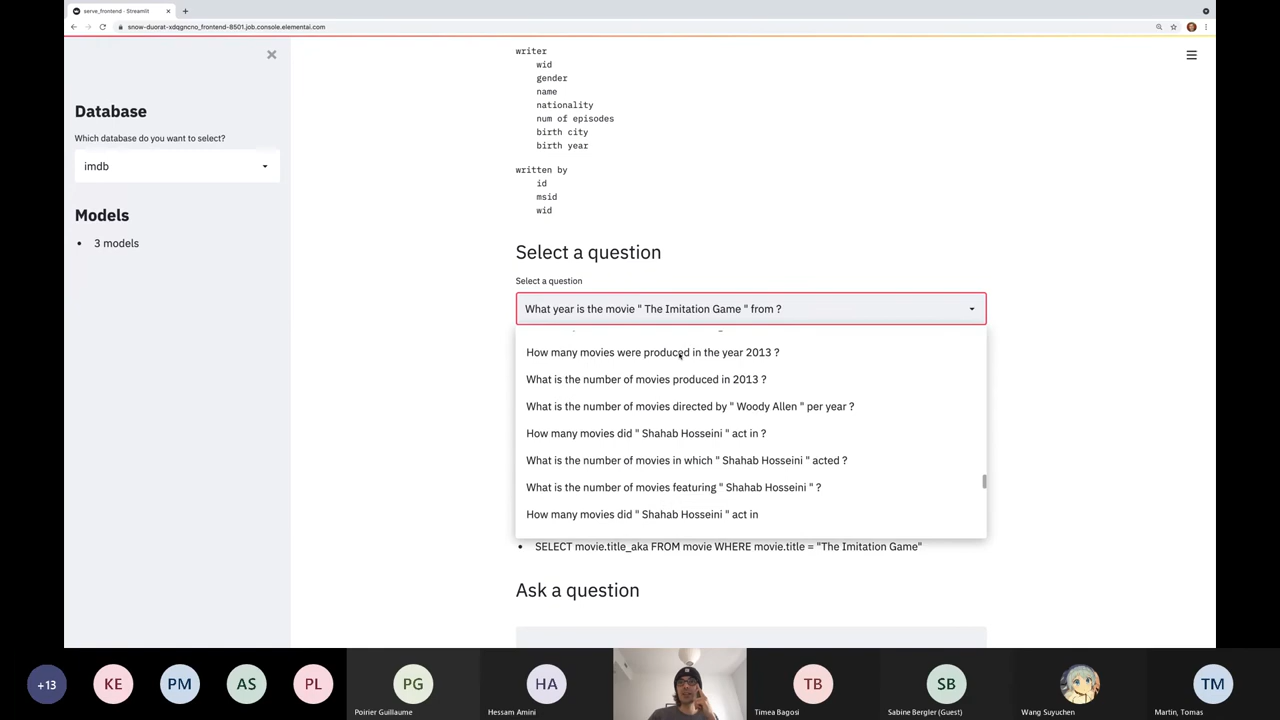 serve_frontend · Streamlit
snow-duorat-xdqgncno_frontend-8501.job.console.elementai.com
Database
Which database do you want to select?
imdb
Models
3 models
writer
wid
gender
name
nationality
num of episodes
birth city
birth year
written by
id
msid
wid
Select a question
Select a question
What year is the movie " The Imitation Game " from ?
How many movies were produced in the year 2013 ?
What is the number of movies produced in 2013 ?
What is the number of movies directed by " Woody Allen " per year ?
How many movies did " Shahab Hosseini " act in ?
What is the number of movies in which " Shahab Hosseini " acted ?
What is the number of movies featuring " Shahab Hosseini " ?
How many movies did " Shahab Hosseini " act in
SELECT movie.title_aka FROM movie WHERE movie.title = "The Imitation Game"
Ask a question
+13
KE
PM
AS
PL
PG
Poirier Guillaume
HA
Hessam Amini
TB
Timea Bagosi
SB
Sabine Bergler (Guest)
Wang Suyuchen
TM
Martin, Tomas